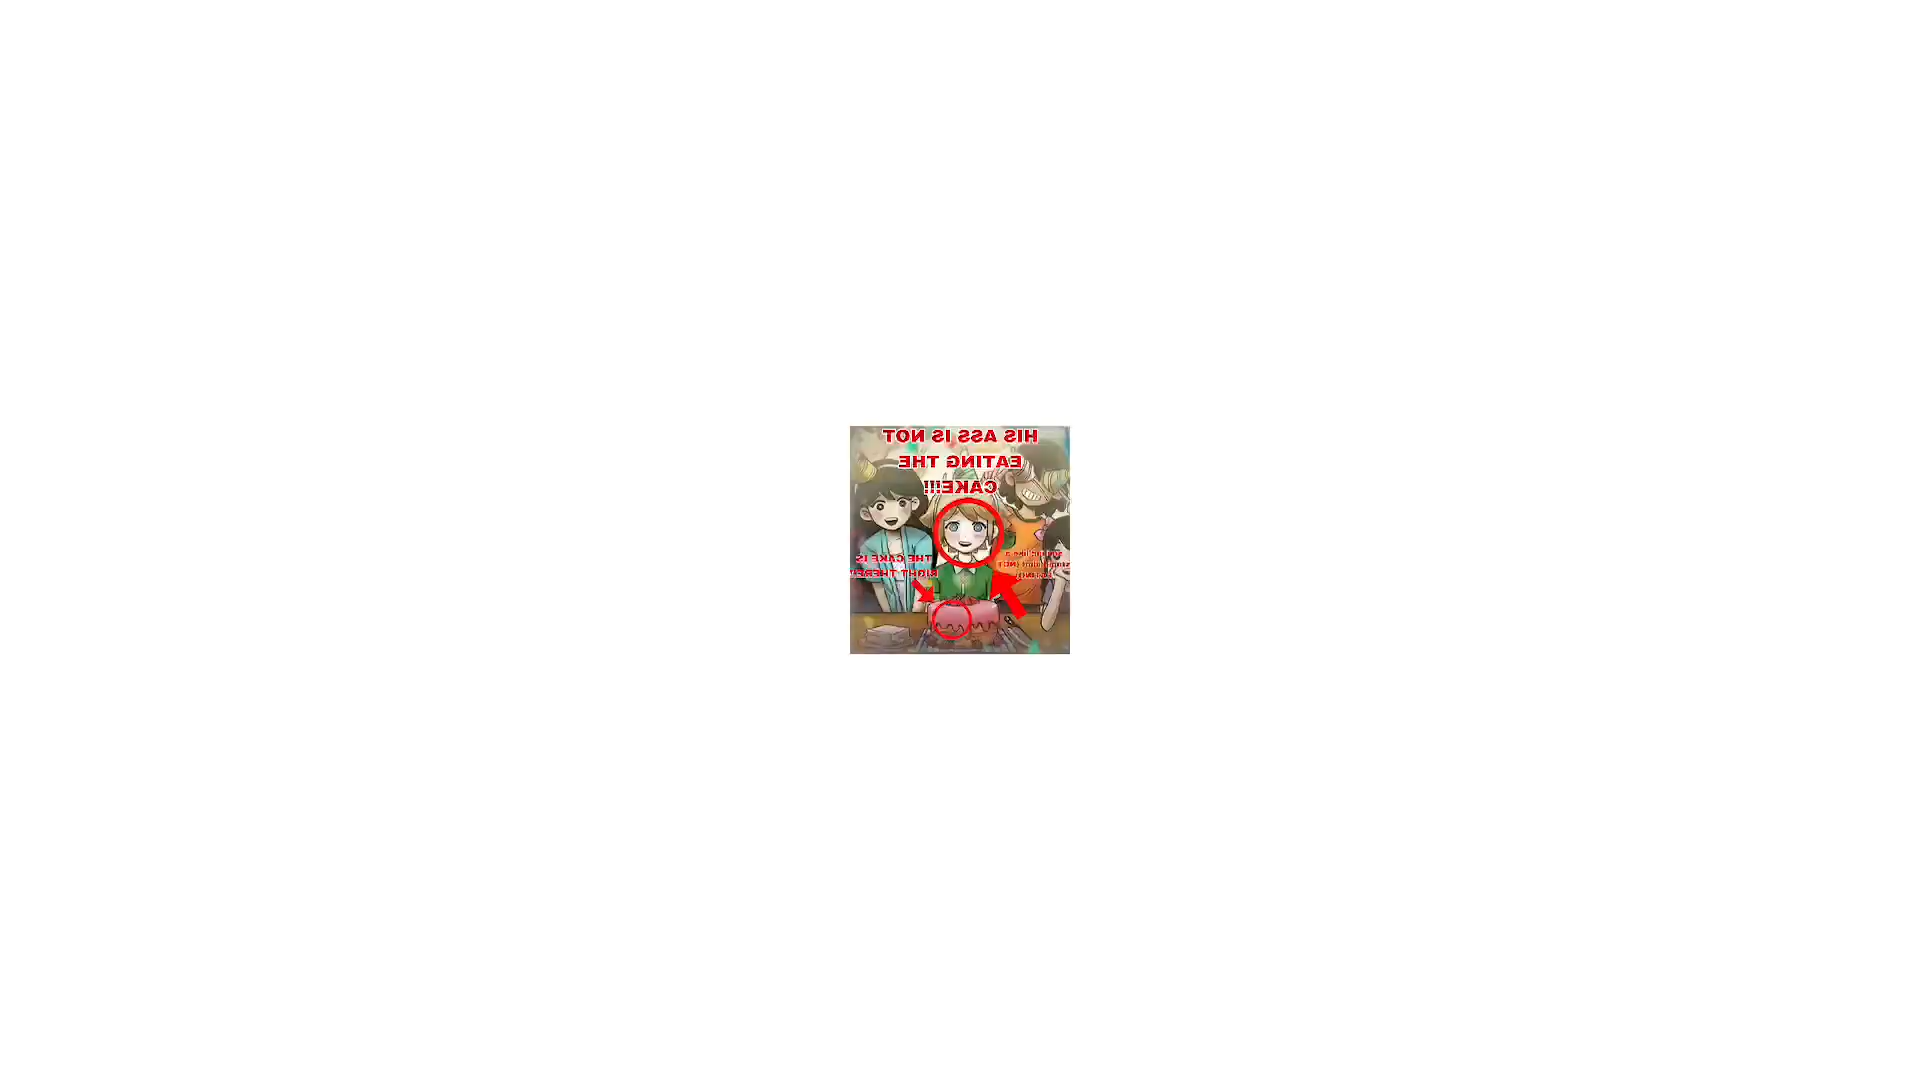 HIS ASS IS NOT
EATING THE
CAKE!!!
THE CAKE IS
RIGHT THERE!